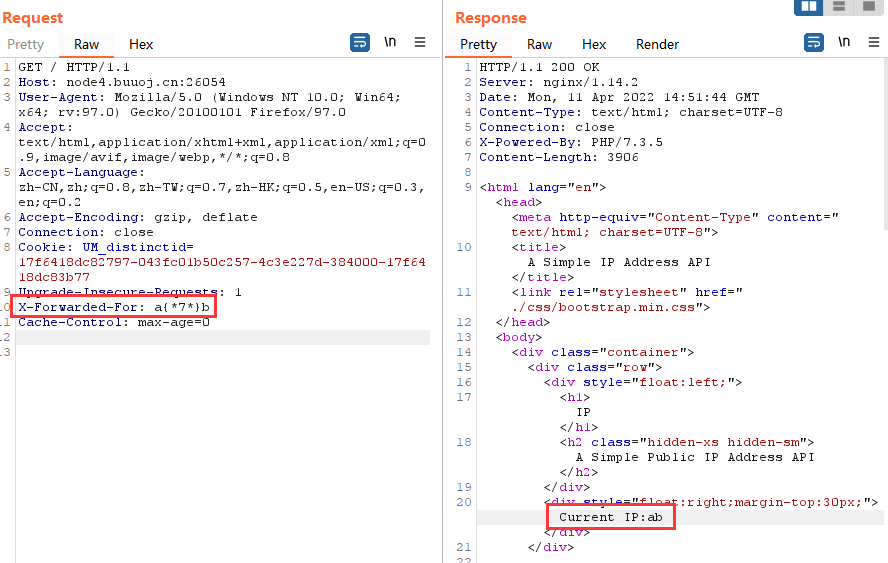 Request
Response
Pretty Raw Hex \n
Pretty Raw Hex Render \n
1 GET / HTTP/1.1
2 Host: node4.buuoj.cn:26054
3 User-Agent: Mozilla/5.0 (Windows NT 10.0; Win64;
x64; rv:97.0) Gecko/20100101 Firefox/97.0
4 Accept:
text/html,application/xhtml+xml,application/xml;q=0
.9,image/avif,image/webp,*/*;q=0.8
5 Accept-Language:
zh-CN,zh;q=0.8,zh-TW;q=0.7,zh-HK;q=0.5,en-US;q=0.3,
en;q=0.2
6 Accept-Encoding: gzip, deflate
7 Connection: close
8 Cookie: UM_distinctid=
17f6418dc82797-043fc01b50c257-4c3e227d-384000-17f64
18dc83b77
9 Upgrade-Insecure-Requests: 1
10 X-Forwarded-For: a{*7*}b
11 Cache-Control: max-age=0
12
13
1 HTTP/1.1 200 OK
2 Server: nginx/1.14.2
3 Date: Mon, 11 Apr 2022 14:51:44 GMT
4 Content-Type: text/html; charset=UTF-8
5 Connection: close
6 X-Powered-By: PHP/7.3.5
7 Content-Length: 3906
8
9 <html lang="en">
<head>
<meta http-equiv="Content-Type" content="
text/html; charset=UTF-8">
10 <title>
A Simple IP Address API
</title>
11 <link rel="stylesheet" href="
./css/bootstrap.min.css">
12 </head>
13 <body>
14 <div class="container">
15 <div class="row">
16 <div style="float:left;">
17 <h1>
IP
</h1>
18 <h2 class="hidden-xs hidden-sm">
A Simple Public IP Address API
</h2>
19 </div>
20 <div style="float:right;margin-top:30px;">
Current IP:ab
</div>
21 </div>
22